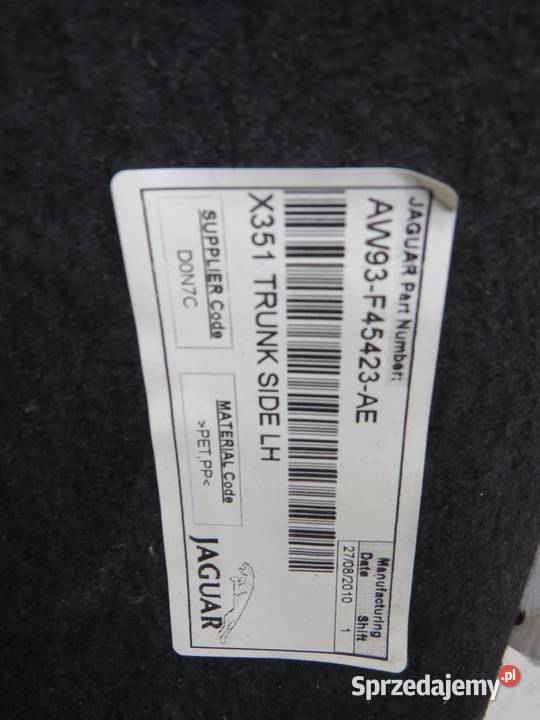 JAGUAR Part Number:
AW93-F45423-AE
Manufacturing
Date Shift
27/08/2010 1
X351 TRUNK SIDE LH
SUPPLIER Code
D0N7C
MATERIAL Code
>PET,PP<
JAGUAR
Sprzedajemy.pl